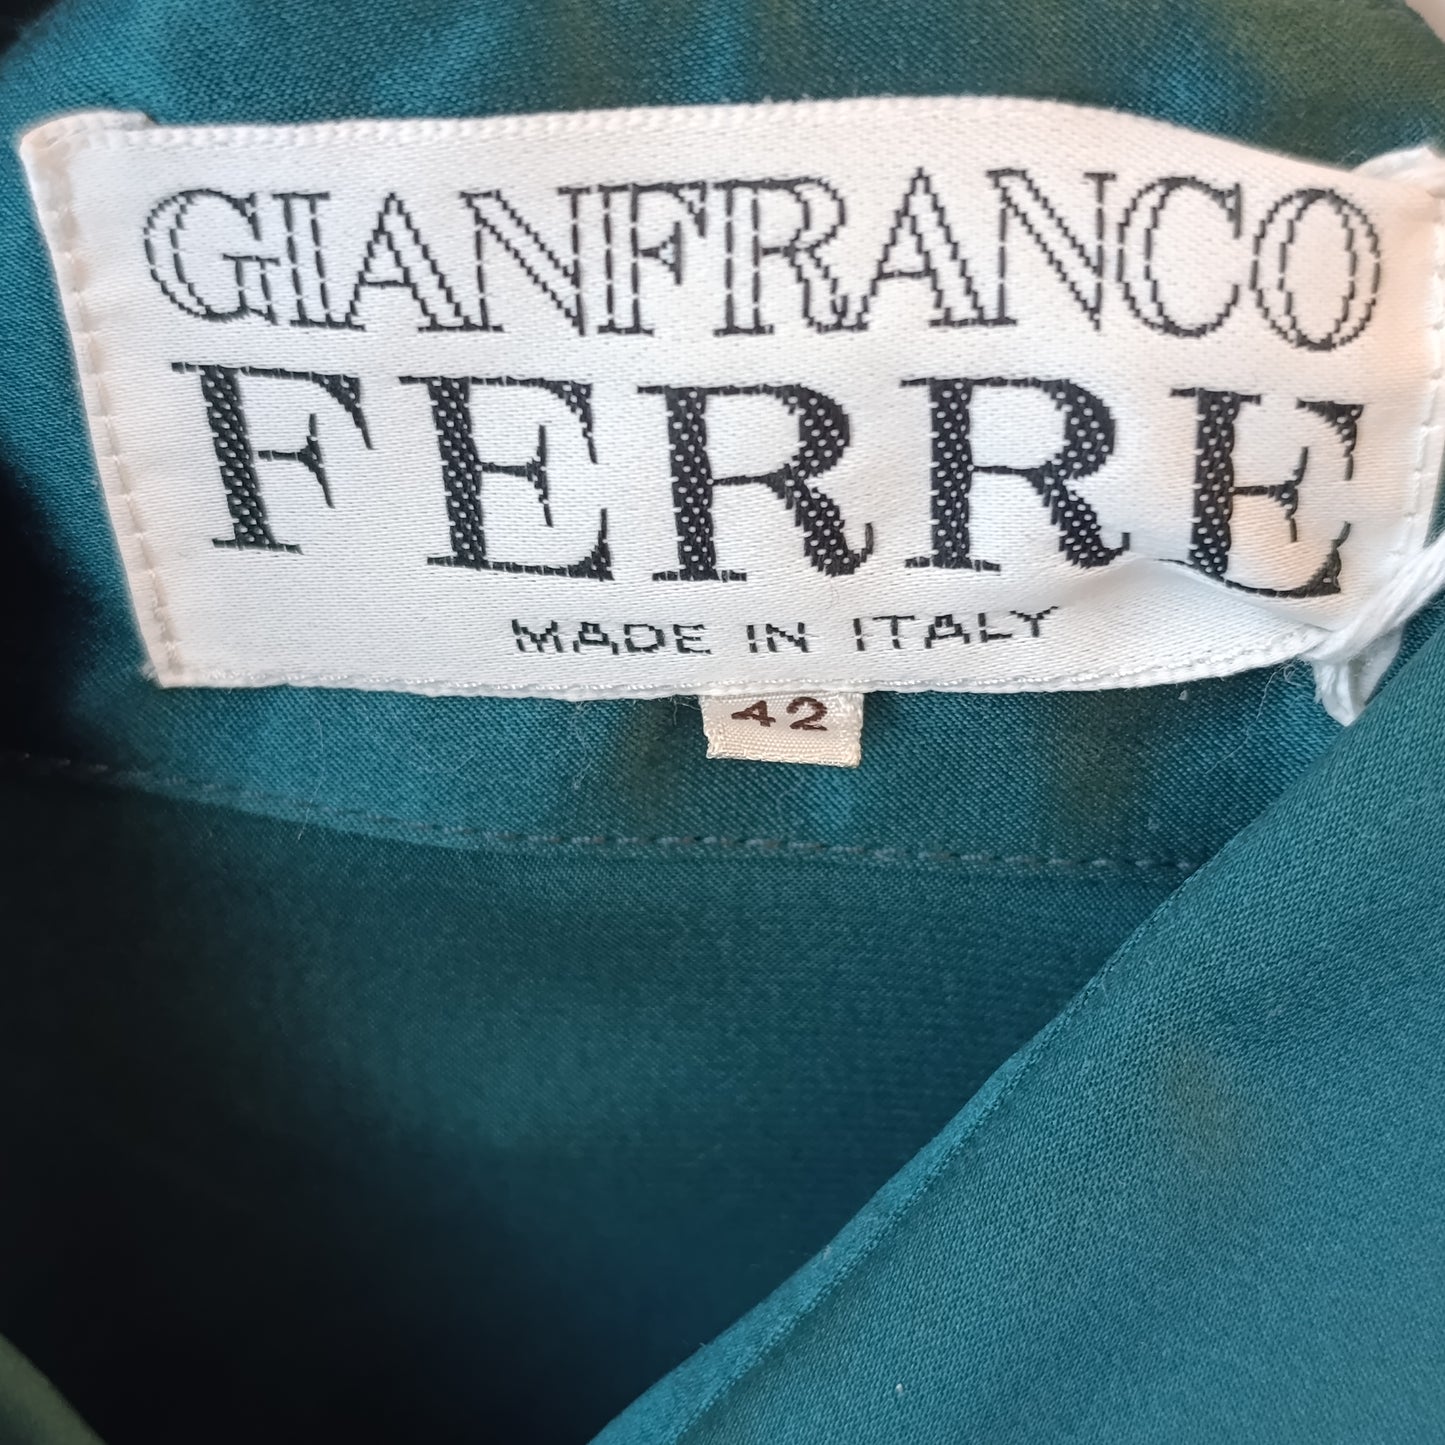 GIANFRANCO
FERRE
MADE IN ITALY
42